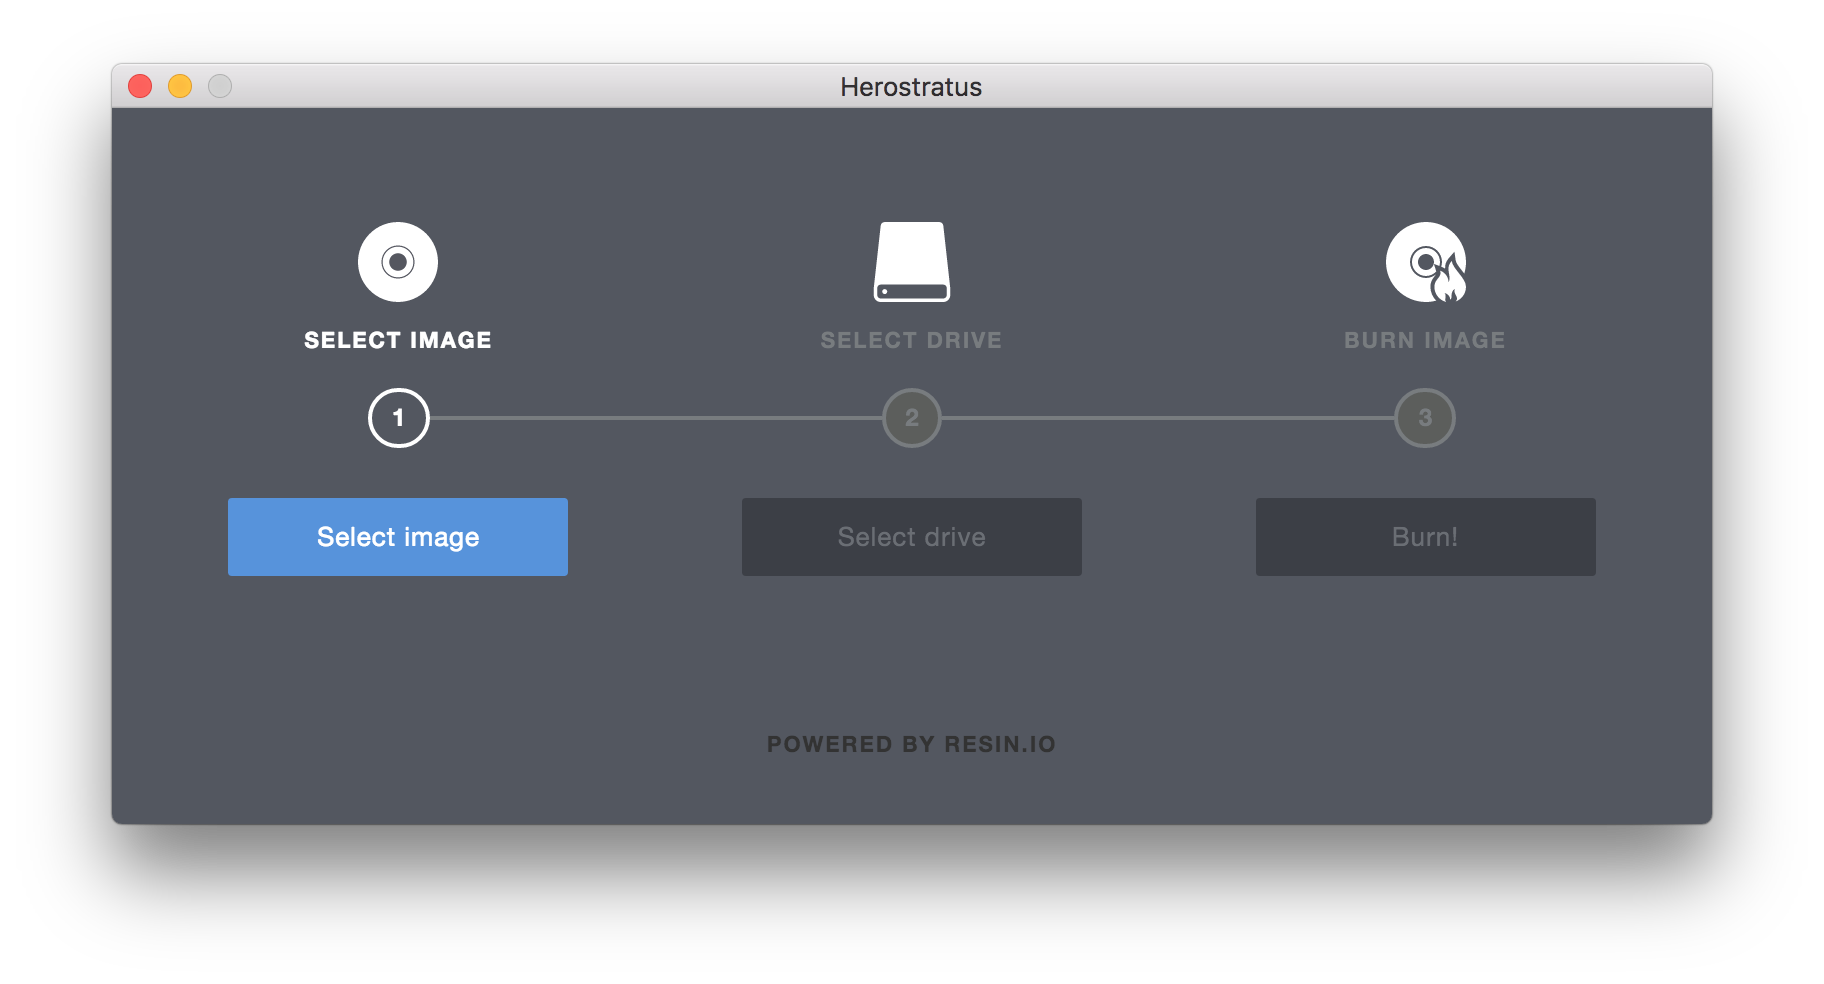 Herostratus
SELECT IMAGE
SELECT DRIVE
BURN IMAGE
1
2
3
Select image
Select drive
Burn!
POWERED BY RESIN.IO